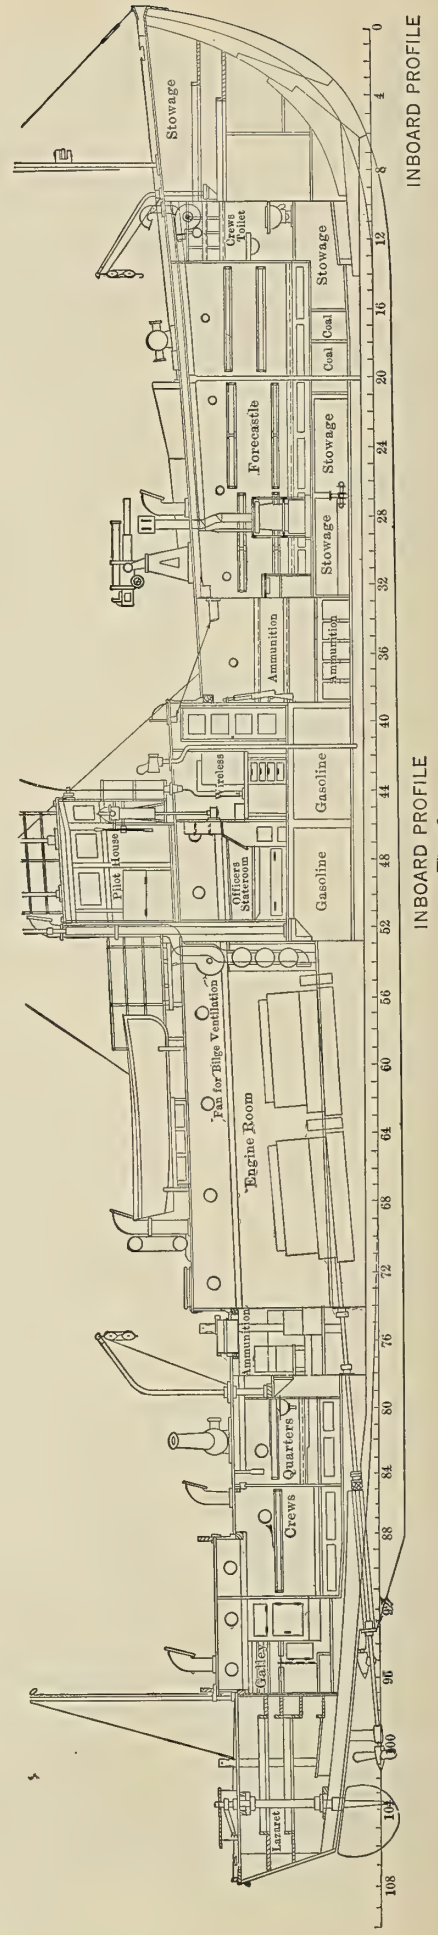 Stowage
Crews
Toilet
Stowage
Coal
Coal
Forecastle
Stowage
Stowage
Ammunition
Ammunition
Wireless
Gasoline
Gasoline
Pilot House
Officers
Stateroom
Fan for Bilge Ventilation
Engine Room
Ammunition
Crews Quarters
Galley
Lazaret
0 4 8 12 16 20 24 28 32 36 40 44 48 52 56 60 64 68 72 76 80 84 88 92 96 100 104 108
INBOARD PROFILE
INBOARD PROFILE